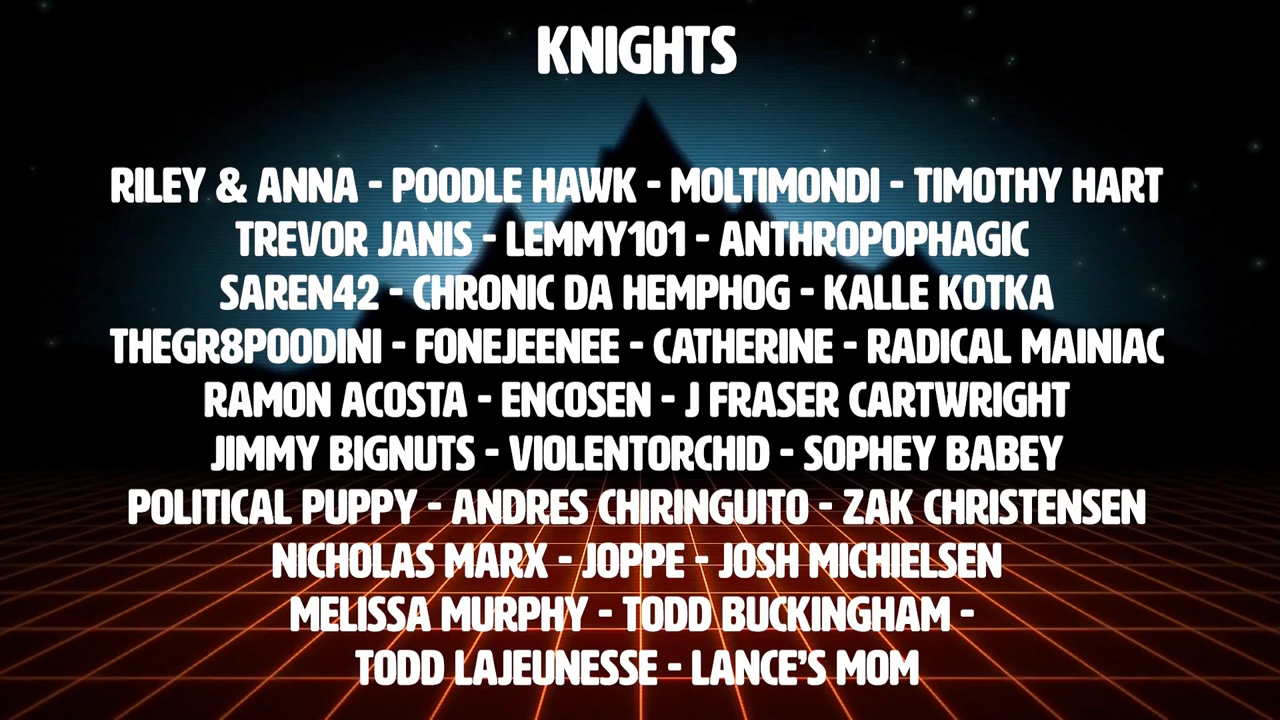 KNIGHTS
RILEY & ANNA - POODLE HAWK - MOLTIMONDI - TIMOTHY HART
TREVOR JANIS - LEMMY101 - ANTHROPOPHAGIC
SAREN42 - CHRONIC DA HEMPHOG - KALLE KOTKA
THEGR8POODINI - FONEJEENEE - CATHERINE - RADICAL MAINIAC
RAMON ACOSTA - ENCOSEN - J FRASER CARTWRIGHT
JIMMY BIGNUTS - VIOLENTORCHID - SOPHEY BABEY
POLITICAL PUPPY - ANDRES CHIRINGUITO - ZAK CHRISTENSEN
NICHOLAS MARX - JOPPE - JOSH MICHIELSEN
MELISSA MURPHY - TODD BUCKINGHAM -
TODD LAJEUNESSE - LANCE'S MOM